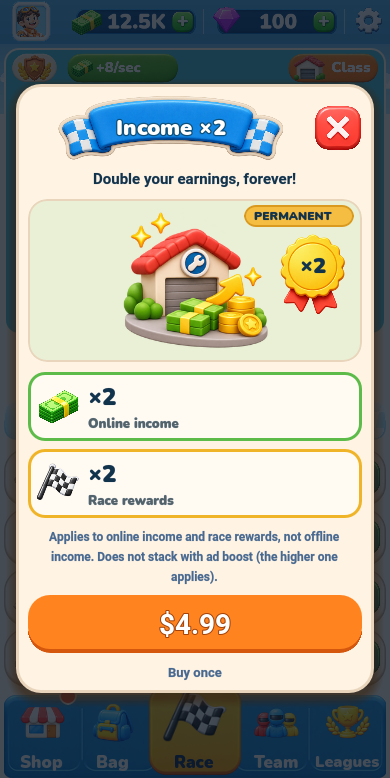 12.5K
100
+8/sec
Class
Income ×2
Double your earnings, forever!
PERMANENT
×2
×2
Online income
×2
Race rewards
Applies to online income and race rewards, not offline
income. Does not stack with ad boost (the higher one
applies).
$4.99
Buy once
Shop
Bag
Race
Team
Leagues